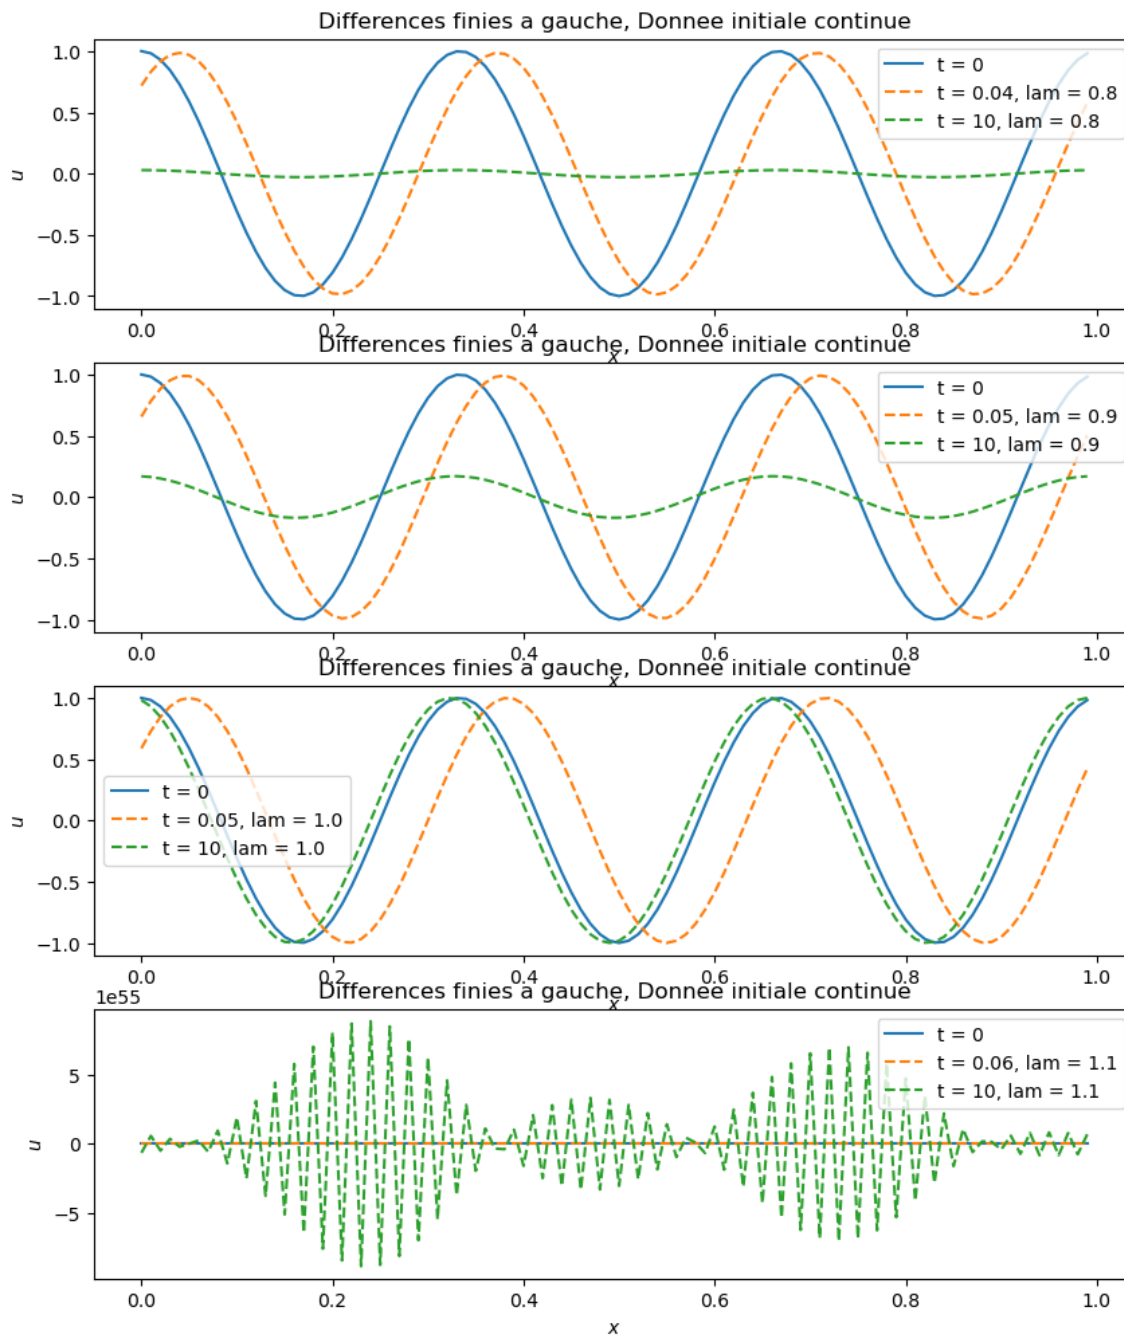 Differences finies a gauche, Donnee initiale continue
1.0
0.5
0.0
−0.5
−1.0
u
t = 0
t = 0.04, lam = 0.8
t = 10, lam = 0.8
0.0 0.2 0.4 0.6 0.8 1.0
x
Differences finies a gauche, Donnee initiale continue
1.0
0.5
0.0
−0.5
−1.0
u
t = 0
t = 0.05, lam = 0.9
t = 10, lam = 0.9
0.0 0.2 0.4 0.6 0.8 1.0
x
Differences finies a gauche, Donnee initiale continue
1.0
0.5
0.0
−0.5
−1.0
u
t = 0
t = 0.05, lam = 1.0
t = 10, lam = 1.0
0.0 0.2 0.4 0.6 0.8 1.0
x
Differences finies a gauche, Donnee initiale continue
1e55
5
0
−5
u
t = 0
t = 0.06, lam = 1.1
t = 10, lam = 1.1
0.0 0.2 0.4 0.6 0.8 1.0
x